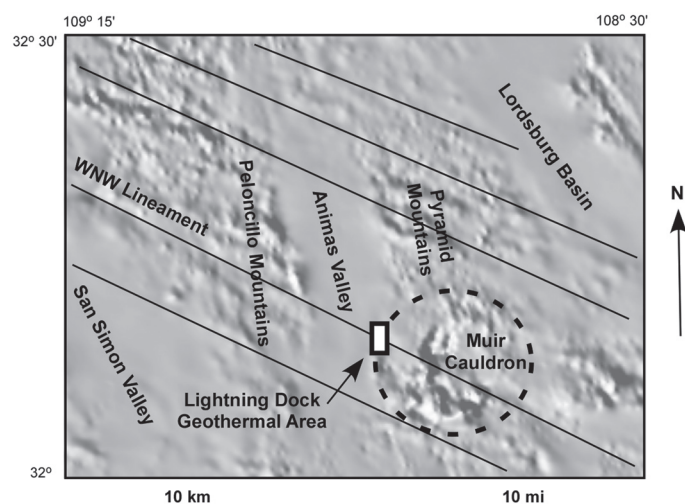 109º 15'
108º 30'
32º 30'
Lordsburg Basin
WNW Lineament
Peloncillo Mountains
Animas Valley
Pyramid
Mountains
N
San Simon Valley
Muir
Cauldron
Lightning Dock
Geothermal Area
32º
10 km
10 mi